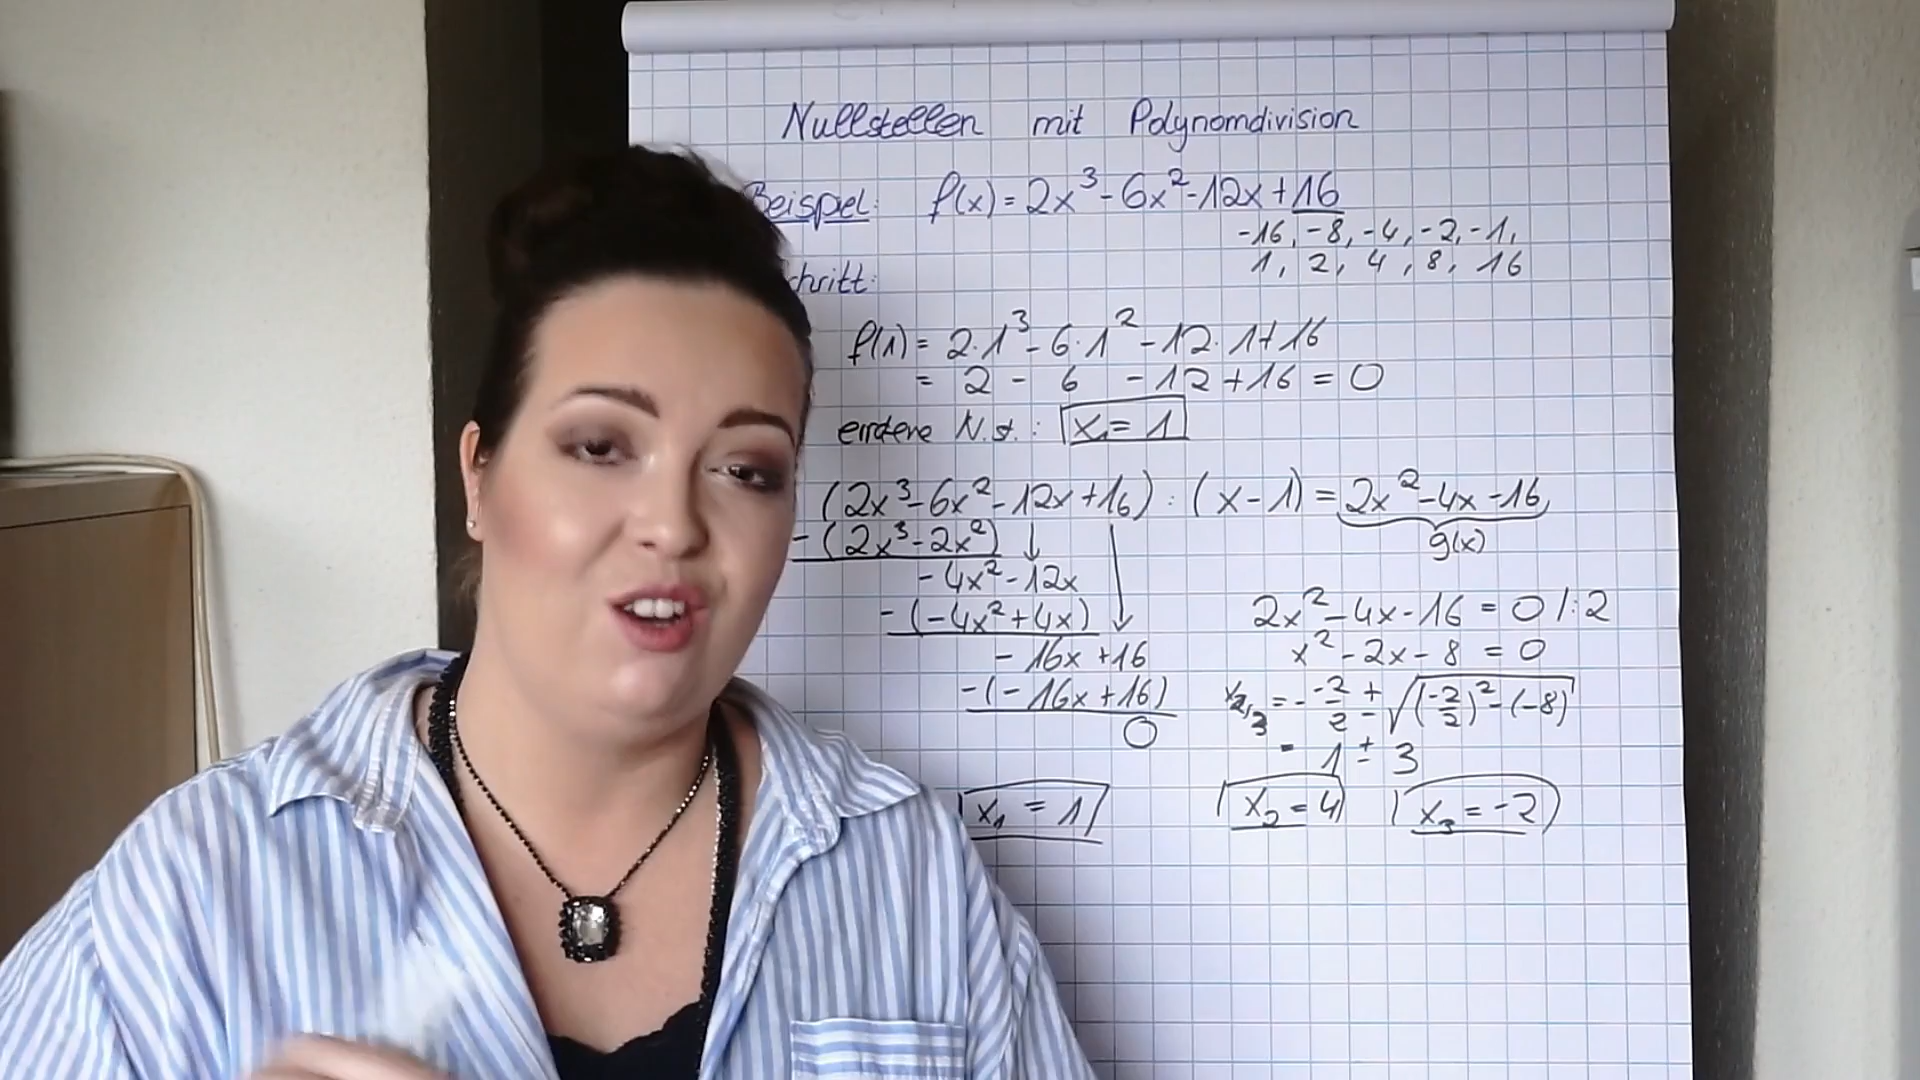 Nullstellen mit Polynomdivision
Beispiel: f(x) = 2x³ - 6x² - 12x + 16
-16, -8, -4, -2, -1,
1, 2, 4, 8, 16
chritt:
f(1) = 2·1³ - 6·1² - 12·1 + 16
= 2 - 6 - 12 + 16 = 0
N.st.: x₁ = 1
(2x³ - 6x² - 12x + 16) : (x - 1) = 2x² - 4x - 16
g(x)
-(2x³ - 2x²)
-4x² - 12x
-(-4x² + 4x)
-16x + 16
-(-16x + 16)
0
2x² - 4x - 16 = 0 |:2
x² - 2x - 8 = 0
x₂,₃ = - -2/2 ± √((-2/2)² - (-8))
= 1 ± 3
x₁ = 1
x₂ = 4 x₃ = -2